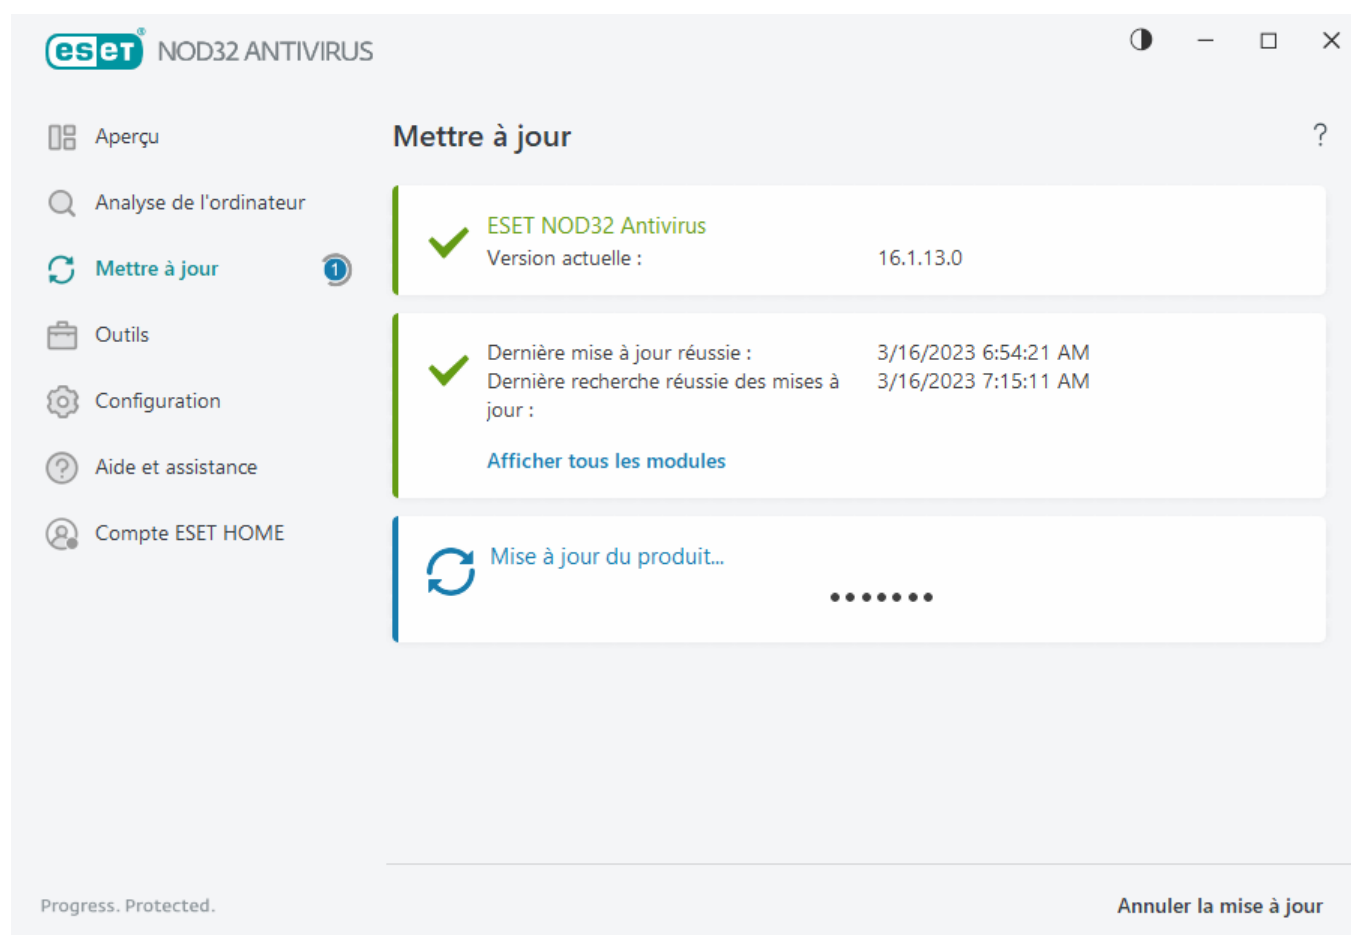 eset® NOD32 ANTIVIRUS
Aperçu
Analyse de l'ordinateur
Mettre à jour 1
Outils
Configuration
Aide et assistance
Compte ESET HOME
Mettre à jour ?
ESET NOD32 Antivirus
Version actuelle : 16.1.13.0
Dernière mise à jour réussie : 3/16/2023 6:54:21 AM
Dernière recherche réussie des mises à 3/16/2023 7:15:11 AM
jour :
Afficher tous les modules
Mise à jour du produit...
Progress. Protected.
Annuler la mise à jour